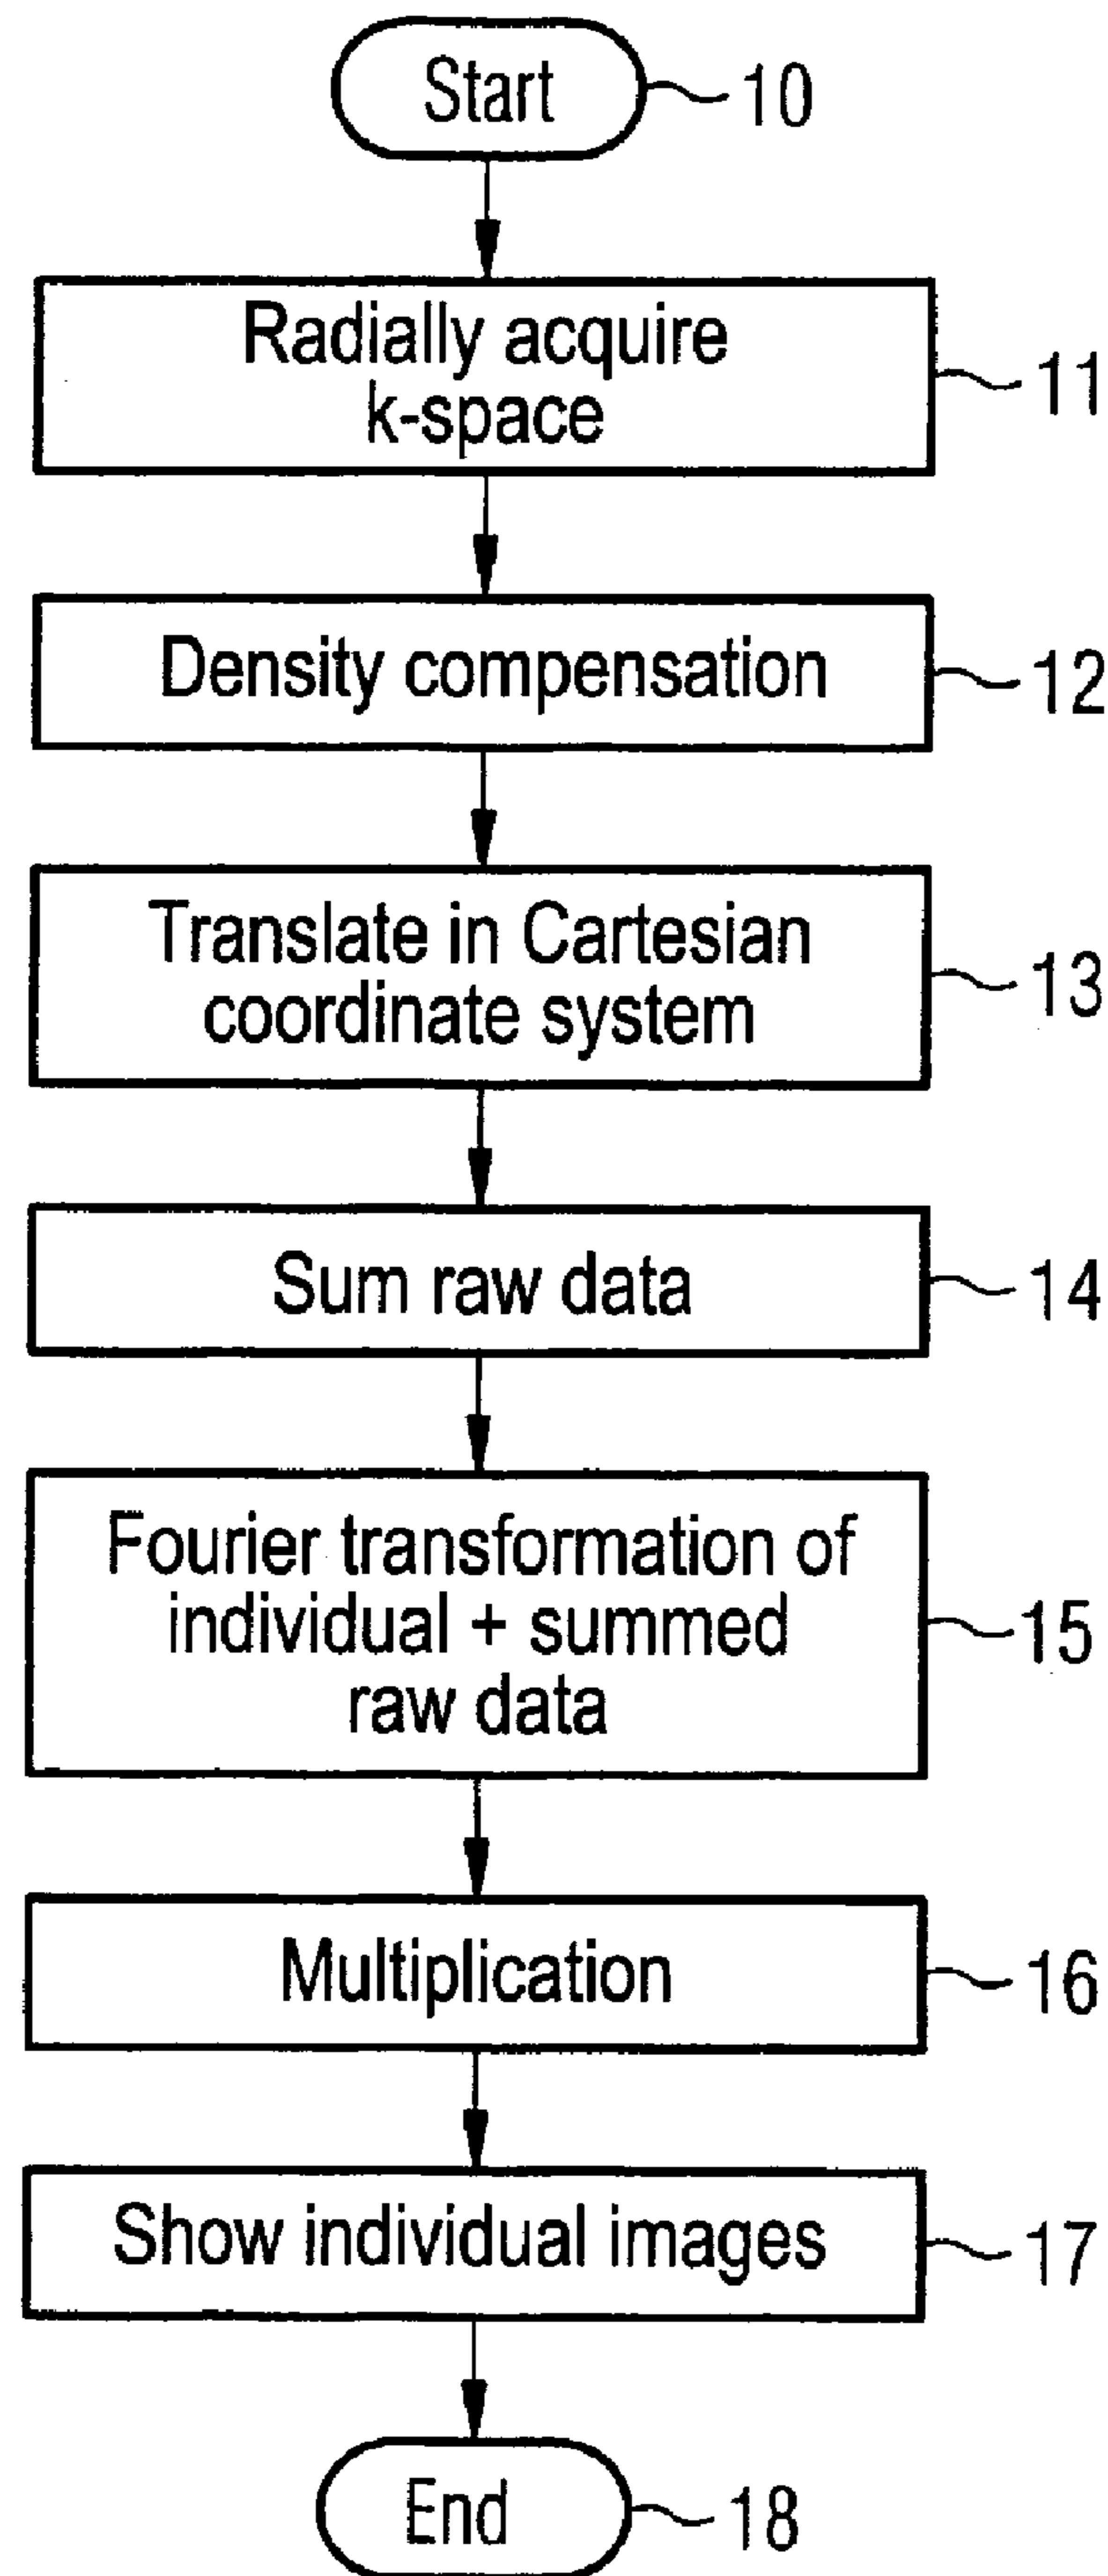 Start
10
Radially acquire
k-space
11
Density compensation
12
Translate in Cartesian
coordinate system
13
Sum raw data
14
Fourier transformation of
individual + summed
raw data
15
Multiplication
16
Show individual images
17
End
18